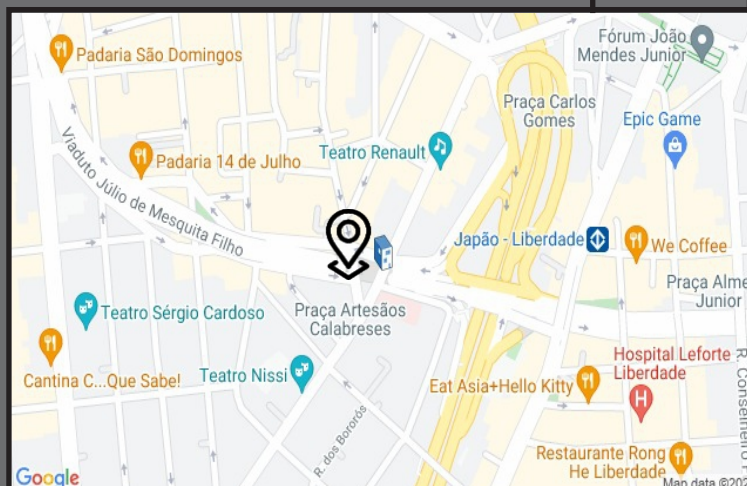 Padaria São Domingos
Fórum João
Mendes Junior
Praça Carlos
Gomes
Epic Game
Teatro Renault
Padaria 14 de Julho
Viaduto Júlio de Mesquita Filho
Japão - Liberdade
We Coffee
Praça Alme
Junior
Teatro Sérgio Cardoso
Praça Artesãos
Calabreses
Cantina C...Que Sabe!
Teatro Nissi
Eat Asia+Hello Kitty
Hospital Leforte
Liberdade
R. Conselheiro
R. dos Bororós
Restaurante Rong
He Liberdade
Google
Map data ©202